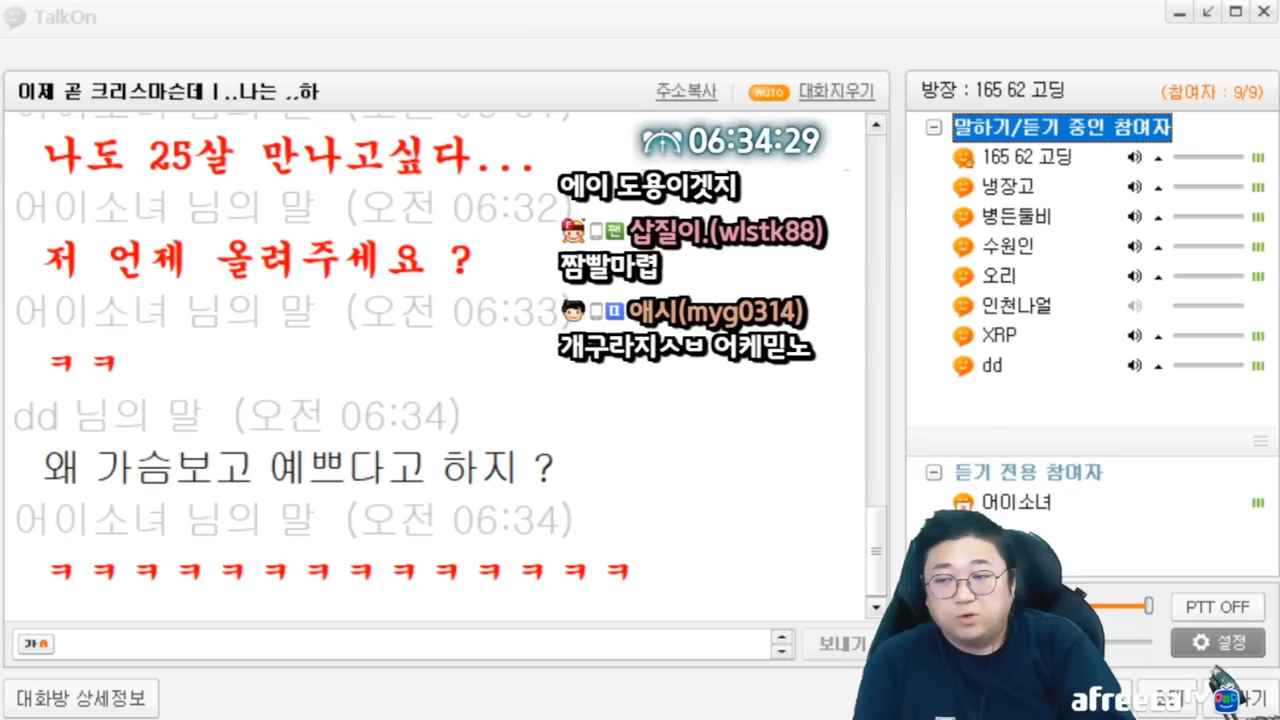 TalkOn
이제 곧 크리스마슨데 ㅣ..나는 ,,하
주소복사
AUTO
대화지우기
나도 25살 만나고싶다...
어이소녀 님의 말 (오전 06:32)
저 언제 올려주세요 ?
어이소녀 님의 말 (오전 06:33)
ㅋㅋ
dd 님의 말 (오전 06:34)
왜 가슴보고 예쁘다고 하지 ?
어이소녀 님의 말 (오전 06:34)
ㅋㅋㅋㅋㅋㅋㅋㅋㅋㅋㅋㅋㅋㅋ
06:34:29
에이 도용이겟지
팬 삽질이.(wlstk88)
짬빨마렵
애시(myg0314)
개구라지ㅅㅂ 어케믿노
가가
보내기
대화방 상세정보
방장 : 165 62 고딩
(참여자 : 9/9)
말하기/듣기 중인 참여자
165 62 고딩
냉장고
병든둘비
수원인
오리
인천나얼
XRP
dd
듣기 전용 참여자
어이소녀
PTT OFF
설정
afreeca